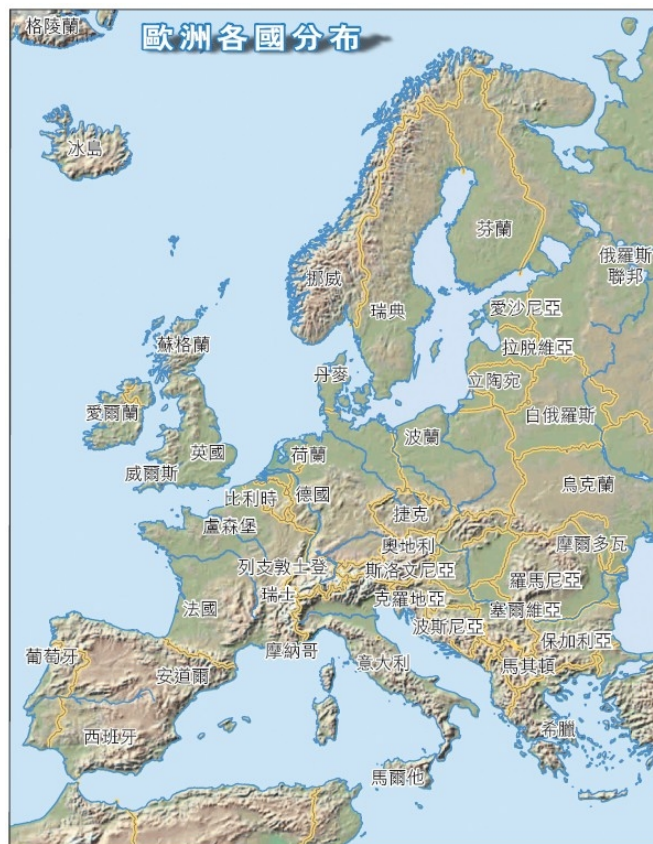 格陵蘭
歐洲各國分布
冰島
芬蘭
俄羅斯
聯邦
挪威
瑞典
愛沙尼亞
蘇格蘭
拉脫維亞
丹麥
立陶宛
愛爾蘭
白俄羅斯
波蘭
英國
荷蘭
威爾斯
烏克蘭
比利時
德國
捷克
盧森堡
奧地利
摩爾多瓦
列支敦士登
斯洛文尼亞
羅馬尼亞
瑞士
克羅地亞
法國
塞爾維亞
波斯尼亞
保加利亞
摩納哥
葡萄牙
意大利
馬其頓
安道爾
希臘
西班牙
馬爾他